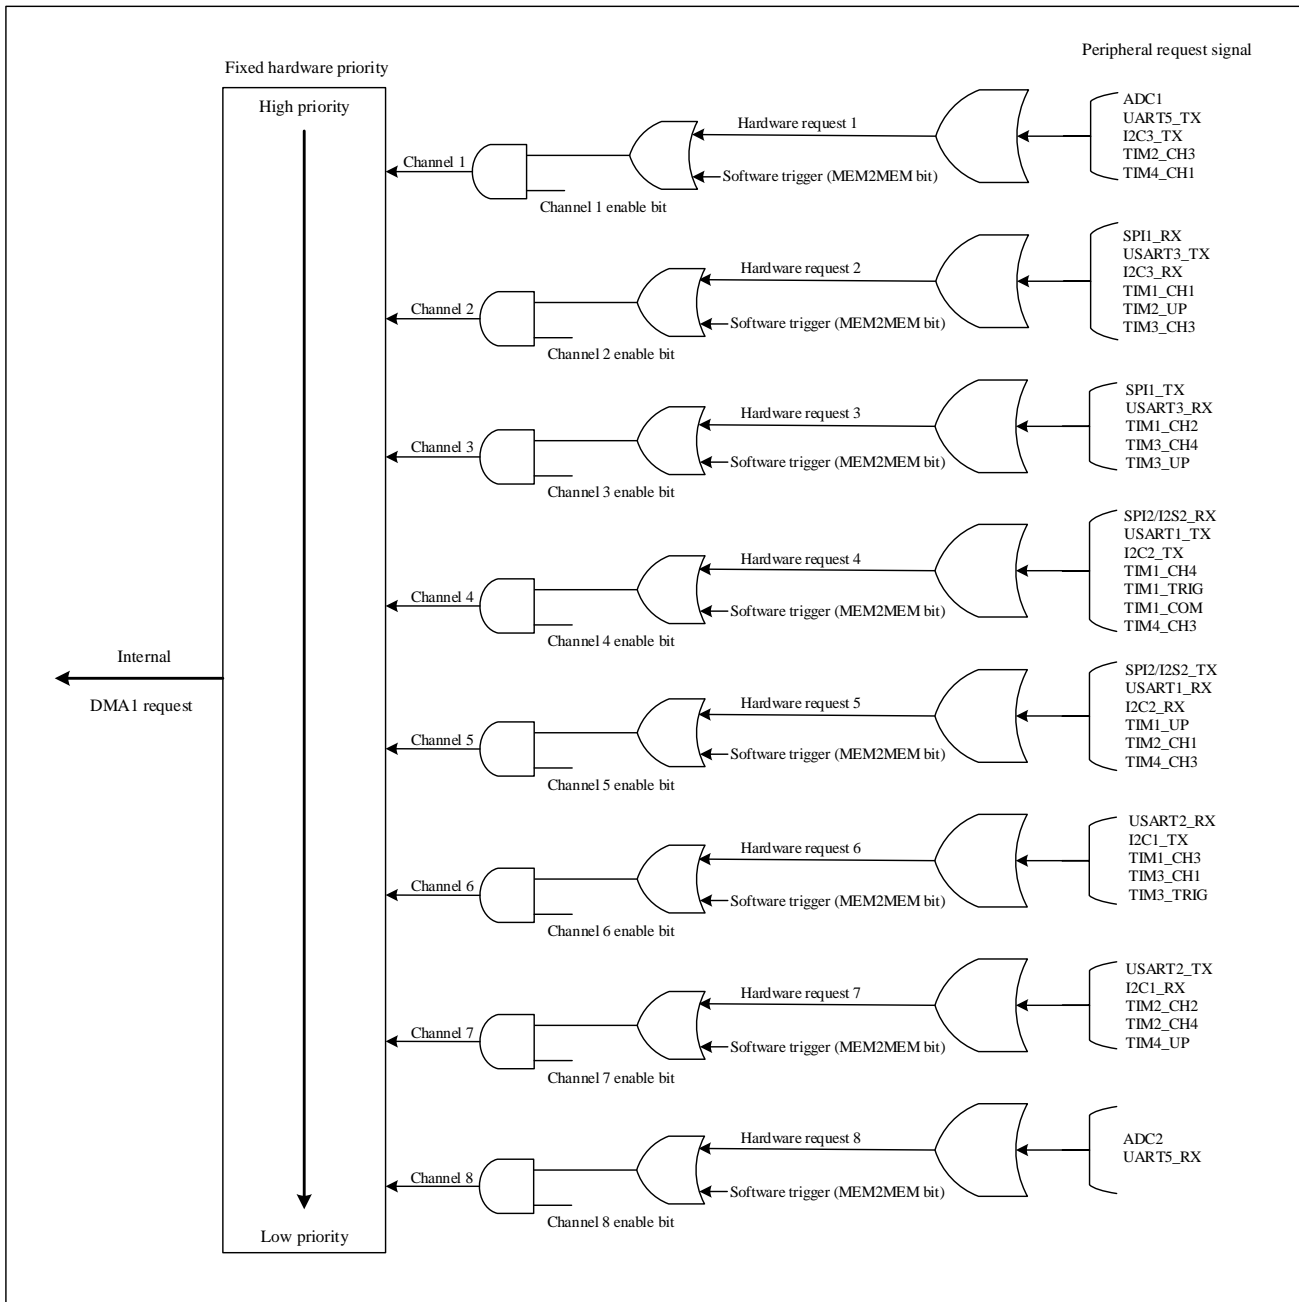 Peripheral request signal
Fixed hardware priority
High priority
Channel 1
Hardware request 1
Software trigger (MEM2MEM bit)
Channel 1 enable bit
ADC1
UART5_TX
I2C3_TX
TIM2_CH3
TIM4_CH1
Channel 2
Hardware request 2
Software trigger (MEM2MEM bit)
Channel 2 enable bit
SPI1_RX
USART3_TX
I2C3_RX
TIM1_CH1
TIM2_UP
TIM3_CH3
Channel 3
Hardware request 3
Software trigger (MEM2MEM bit)
Channel 3 enable bit
SPI1_TX
USART3_RX
TIM1_CH2
TIM3_CH4
TIM3_UP
Channel 4
Hardware request 4
Software trigger (MEM2MEM bit)
Channel 4 enable bit
SPI2/I2S2_RX
USART1_TX
I2C2_TX
TIM1_CH4
TIM1_TRIG
TIM1_COM
TIM4_CH3
Internal
DMA1 request
Channel 5
Hardware request 5
Software trigger (MEM2MEM bit)
Channel 5 enable bit
SPI2/I2S2_TX
USART1_RX
I2C2_RX
TIM1_UP
TIM2_CH1
TIM4_CH3
Channel 6
Hardware request 6
Software trigger (MEM2MEM bit)
Channel 6 enable bit
USART2_RX
I2C1_TX
TIM1_CH3
TIM3_CH1
TIM3_TRIG
Channel 7
Hardware request 7
Software trigger (MEM2MEM bit)
Channel 7 enable bit
USART2_TX
I2C1_RX
TIM2_CH2
TIM2_CH4
TIM4_UP
Channel 8
Hardware request 8
Software trigger (MEM2MEM bit)
Channel 8 enable bit
ADC2
UART5_RX
Low priority